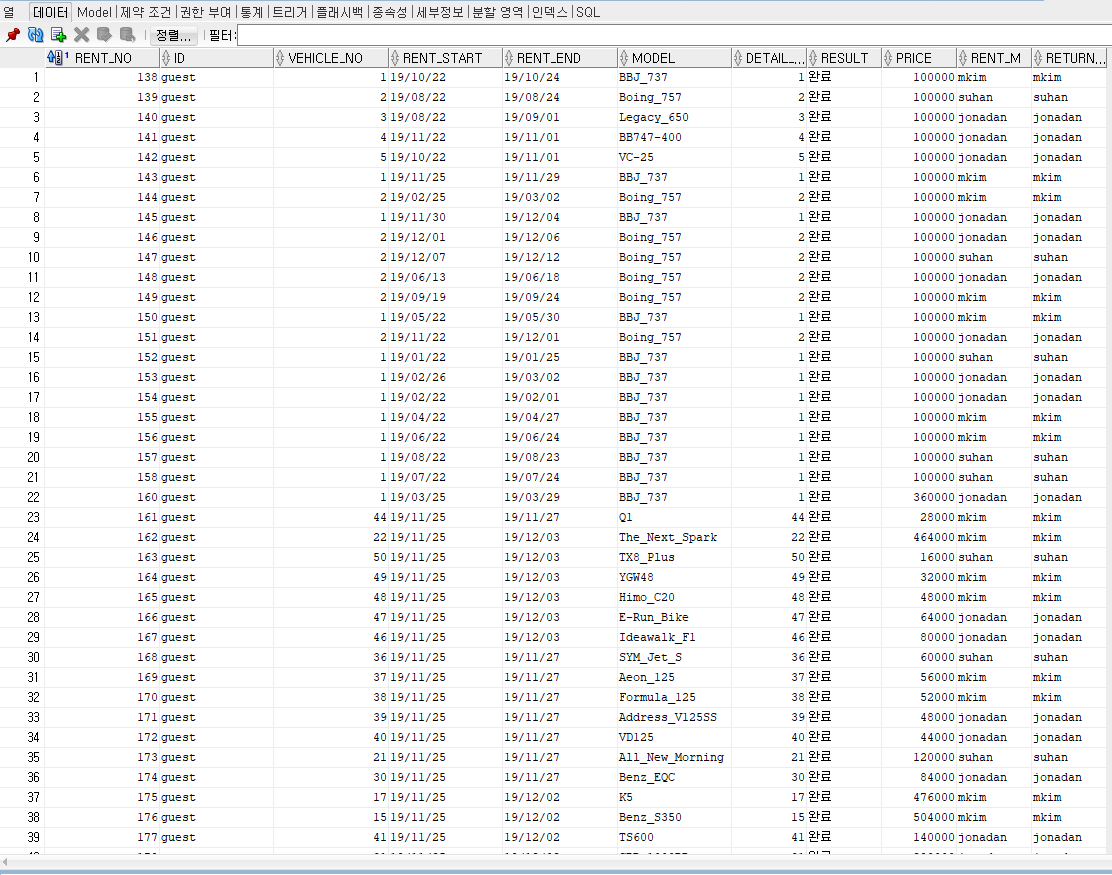 열 데이터 Model 제약 조건 권한 부여 통계 트리거 플래시백 종속성 세부정보 분할 영역 인덱스 SQL
정렬... 필터:
RENT_NO ID VEHICLE_NO RENT_START RENT_END MODEL DETAIL_... RESULT PRICE RENT_M RETURN...
1 138 guest 1 19/10/22 19/10/24 BBJ_737 1 완료 100000 mkim mkim
2 139 guest 2 19/08/22 19/08/24 Boing_757 2 완료 100000 suhan suhan
3 140 guest 3 19/08/22 19/09/01 Legacy_650 3 완료 100000 jonadan jonadan
4 141 guest 4 19/11/22 19/11/01 BB747-400 4 완료 100000 jonadan jonadan
5 142 guest 5 19/10/22 19/11/01 VC-25 5 완료 100000 jonadan jonadan
6 143 guest 1 19/11/25 19/11/29 BBJ_737 1 완료 100000 mkim mkim
7 144 guest 2 19/02/25 19/03/02 Boing_757 2 완료 100000 mkim mkim
8 145 guest 1 19/11/30 19/12/04 BBJ_737 1 완료 100000 jonadan jonadan
9 146 guest 2 19/12/01 19/12/06 Boing_757 2 완료 100000 jonadan jonadan
10 147 guest 2 19/12/07 19/12/12 Boing_757 2 완료 100000 suhan suhan
11 148 guest 2 19/06/13 19/06/18 Boing_757 2 완료 100000 jonadan jonadan
12 149 guest 2 19/09/19 19/09/24 Boing_757 2 완료 100000 mkim mkim
13 150 guest 1 19/05/22 19/05/30 BBJ_737 1 완료 100000 mkim mkim
14 151 guest 2 19/11/22 19/12/01 Boing_757 2 완료 100000 jonadan jonadan
15 152 guest 1 19/01/22 19/01/25 BBJ_737 1 완료 100000 suhan suhan
16 153 guest 1 19/02/26 19/03/02 BBJ_737 1 완료 100000 jonadan jonadan
17 154 guest 1 19/02/22 19/02/01 BBJ_737 1 완료 100000 jonadan jonadan
18 155 guest 1 19/04/22 19/04/27 BBJ_737 1 완료 100000 mkim mkim
19 156 guest 1 19/06/22 19/06/24 BBJ_737 1 완료 100000 mkim mkim
20 157 guest 1 19/08/22 19/08/23 BBJ_737 1 완료 100000 suhan suhan
21 158 guest 1 19/07/22 19/07/24 BBJ_737 1 완료 100000 suhan suhan
22 160 guest 1 19/03/25 19/03/29 BBJ_737 1 완료 360000 jonadan jonadan
23 161 guest 44 19/11/25 19/11/27 Q1 44 완료 28000 mkim mkim
24 162 guest 22 19/11/25 19/12/03 The_Next_Spark 22 완료 464000 mkim mkim
25 163 guest 50 19/11/25 19/12/03 TX8_Plus 50 완료 16000 suhan suhan
26 164 guest 49 19/11/25 19/12/03 YGW48 49 완료 32000 mkim mkim
27 165 guest 48 19/11/25 19/12/03 Himo_C20 48 완료 48000 mkim mkim
28 166 guest 47 19/11/25 19/12/03 E-Run_Bike 47 완료 64000 jonadan jonadan
29 167 guest 46 19/11/25 19/12/03 Ideawalk_F1 46 완료 80000 jonadan jonadan
30 168 guest 36 19/11/25 19/11/27 SYM_Jet_S 36 완료 60000 suhan suhan
31 169 guest 37 19/11/25 19/11/27 Aeon_125 37 완료 56000 mkim mkim
32 170 guest 38 19/11/25 19/11/27 Formula_125 38 완료 52000 mkim mkim
33 171 guest 39 19/11/25 19/11/27 Address_V125SS 39 완료 48000 jonadan jonadan
34 172 guest 40 19/11/25 19/11/27 VD125 40 완료 44000 jonadan jonadan
35 173 guest 21 19/11/25 19/11/27 All_New_Morning 21 완료 120000 suhan suhan
36 174 guest 30 19/11/25 19/11/27 Benz_EQC 30 완료 84000 jonadan jonadan
37 175 guest 17 19/11/25 19/12/02 K5 17 완료 476000 mkim mkim
38 176 guest 15 19/11/25 19/12/02 Benz_S350 15 완료 504000 mkim mkim
39 177 guest 41 19/11/25 19/12/02 TS600 41 완료 140000 jonadan jonadan